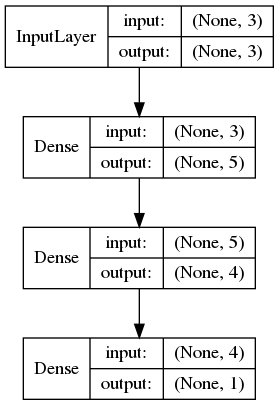 InputLayer input: (None, 3)
output: (None, 3)
Dense input: (None, 3)
output: (None, 5)
Dense input: (None, 5)
output: (None, 4)
Dense input: (None, 4)
output: (None, 1)